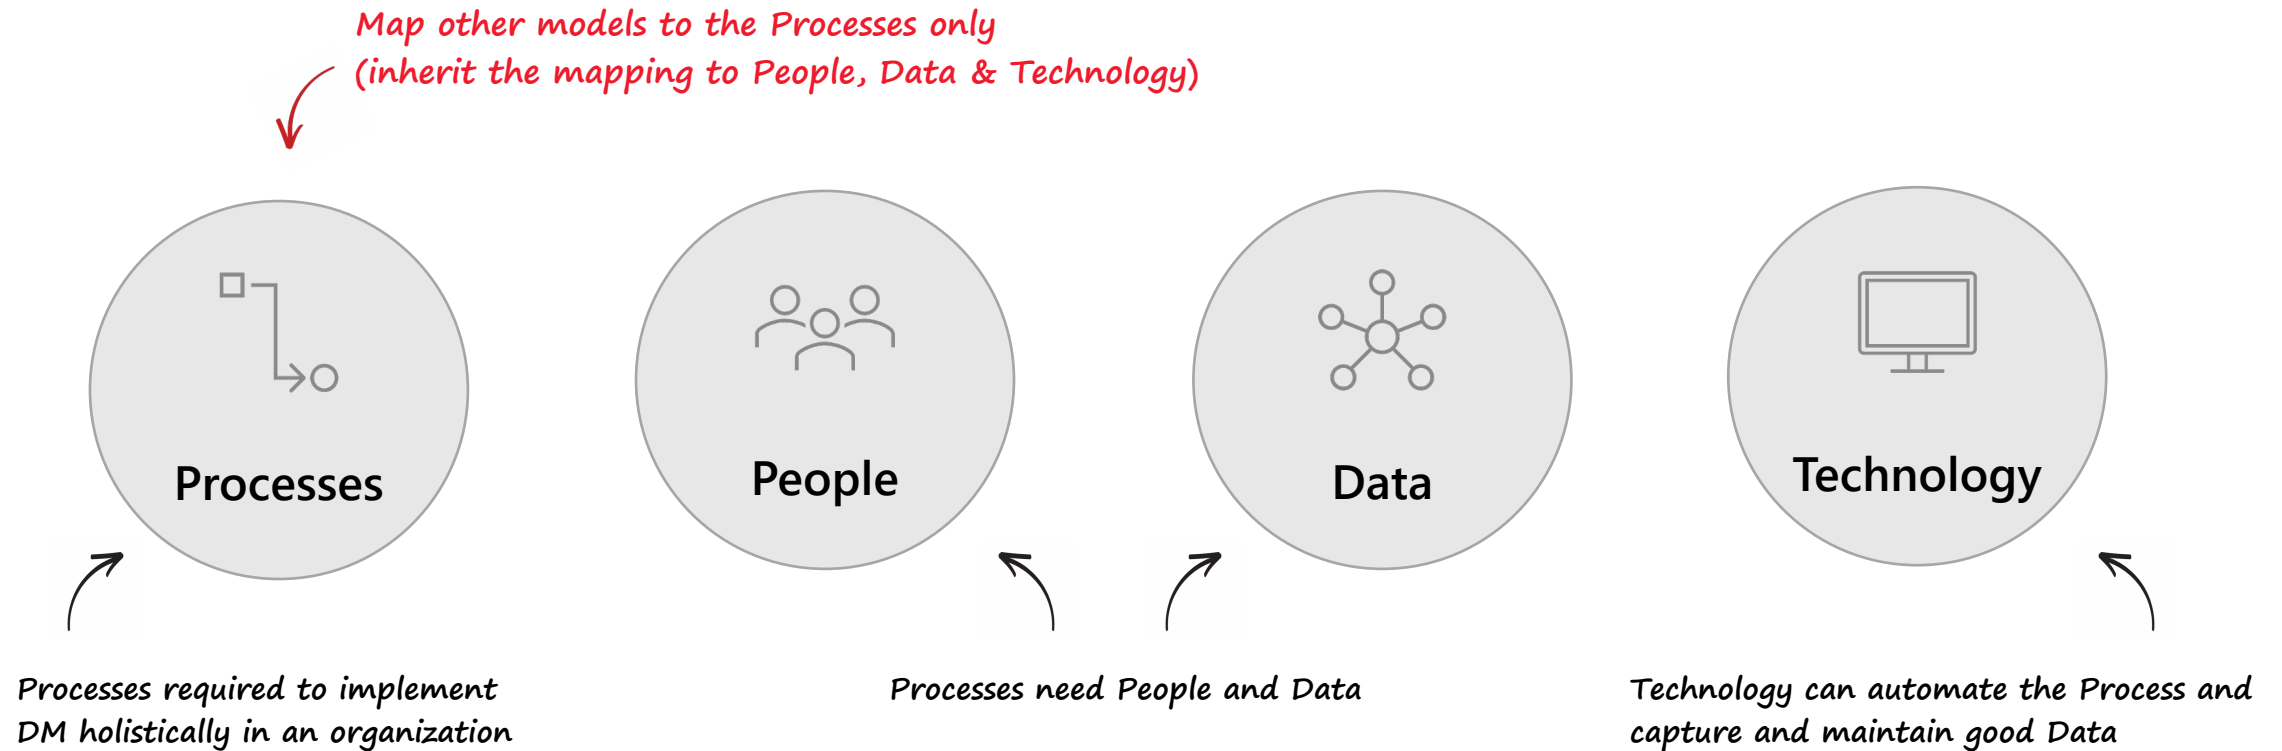 Map other models to the Processes only
(inherit the mapping to People, Data & Technology)
Processes
People
Data
Technology
Processes required to implement
DM holistically in an organization
Processes need People and Data
Technology can automate the Process and
capture and maintain good Data